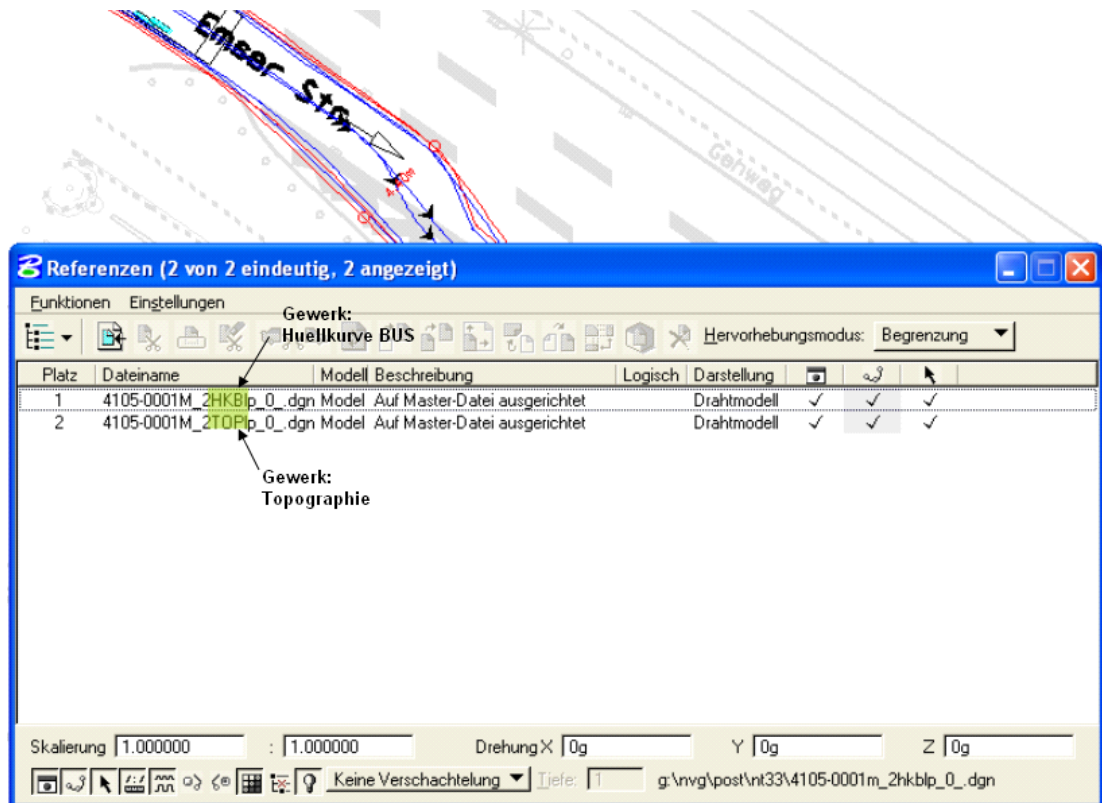 Emser Str.
4.00m
Gehweg
Referenzen (2 von 2 eindeutig, 2 angezeigt)
Funktionen Einstellungen
Gewerk:
Huellkurve BUS
Hervorhebungsmodus: Begrenzung
Platz Dateiname Modell Beschreibung Logisch Darstellung
1 4105-0001M_2HKBlp_0_.dgn Model Auf Master-Datei ausgerichtet Drahtmodell ✓ ✓ ✓
2 4105-0001M_2TOPlp_0_.dgn Model Auf Master-Datei ausgerichtet Drahtmodell ✓ ✓ ✓
Gewerk:
Topographie
Skalierung 1.000000 : 1.000000 Drehung X 0g Y 0g Z 0g
Keine Verschachtelung Tiefe: 1 g:\nvg\post\nt33\4105-0001m_2hkblp_0_.dgn